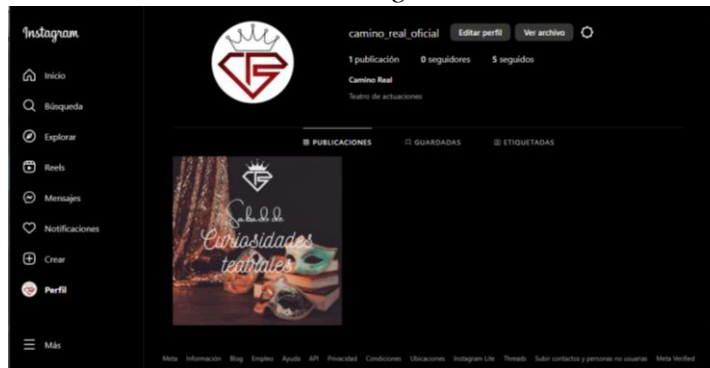 Instagram
Inicio
Búsqueda
Explorar
Reels
Mensajes
Notificaciones
Crear
Perfil
Más
camino_real_oficial Editar perfil Ver archivo
1 publicación 0 seguidores 5 seguidos
Camino Real
Teatro de actuaciones
PUBLICACIONES GUARDADAS ETIQUETADAS
Sabado de
Curiosidades
teatrales
Meta Información Blog Empleo Ayuda API Privacidad Condiciones Ubicaciones Instagram Lite Threads Subir contactos y personas no usuarias Meta Verified